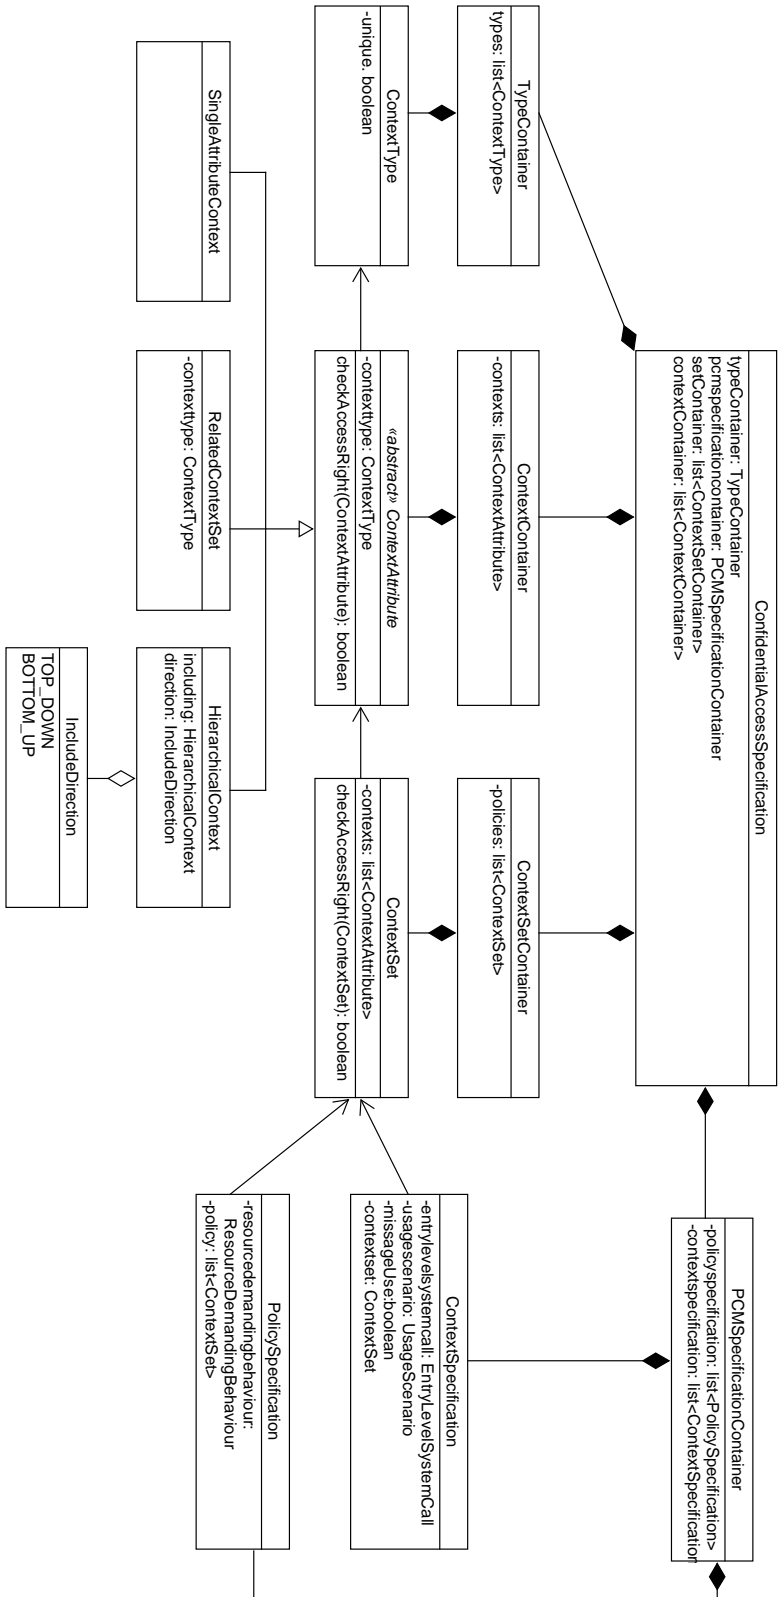 ConfidentialAccessSpecification
typeContainer: TypeContainer
pcmspecificationcontainer: PCMSpecificationContainer
setContainer: list<ContextSetContainer>
contextContainer: list<ContextContainer>
PCMSpecificationContainer
-policyspecification: list<PolicySpecification>
-contextspecification: list<ContextSpecification
TypeContainer
types: list<ContextType>
ContextContainer
-contexts: list<ContextAttribute>
ContextSetContainer
-policies: list<ContextSet>
ContextType
-unique. boolean
«abstract» ContextAttribute
-contexttype: ContextType
checkAccessRight(ContextAttribute): boolean
ContextSet
-contexts: list<ContextAttribute>
checkAccessRight(ContextSet): boolean
ContextSpecification
-entrylevelsystemcall: EntryLevelSystemCall
-usagescenario: UsageScenario
-missageUse:boolean
-contextset: ContextSet
PolicySpecification
-resourcedemandingbehaviour:
ResourceDemandingBehaviour
-policy: list<ContextSet>
SingleAttributeContext
RelatedContextSet
-contexttype: ContextType
HierarchicalContext
including: HierarchicalContext
direction: IncludeDirection
IncludeDirection
TOP_DOWN
BOTTOM_UP